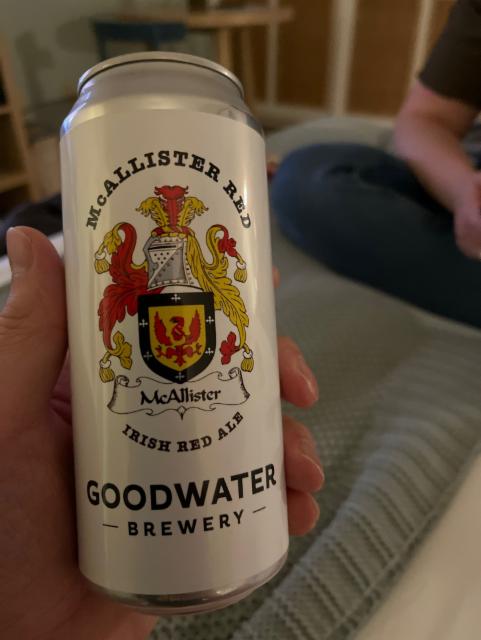 McALLISTER RED
McAllister
IRISH RED ALE
GOODWATER
— BREWERY —